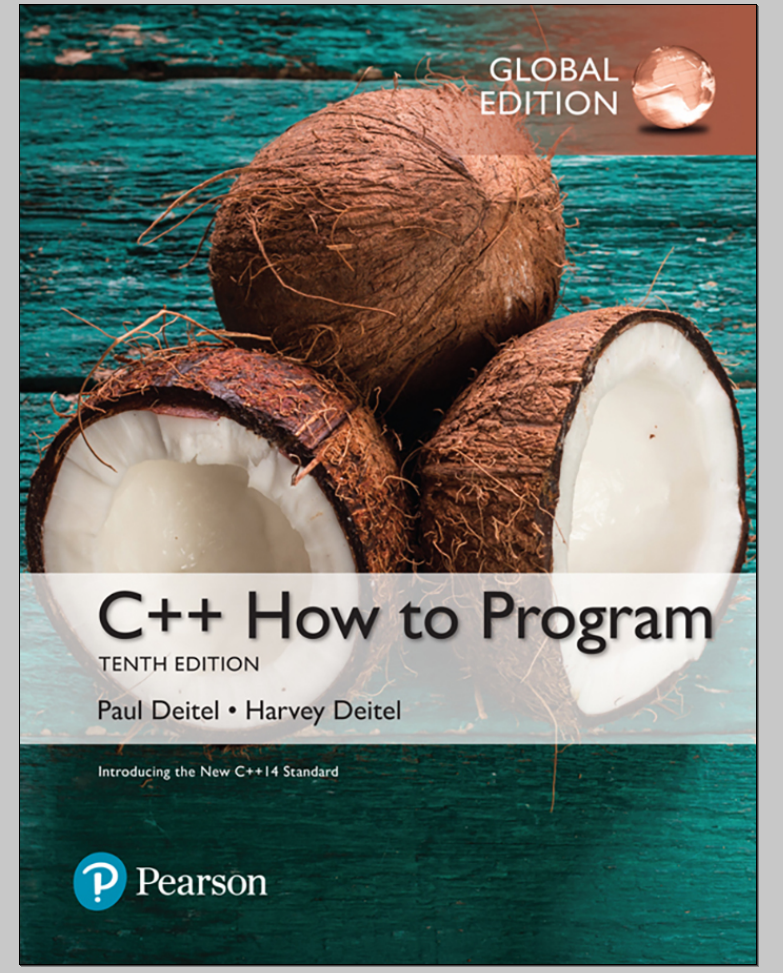 GLOBAL
EDITION
C++ How to Program
TENTH EDITION
Paul Deitel • Harvey Deitel
Introducing the New C++14 Standard
Pearson